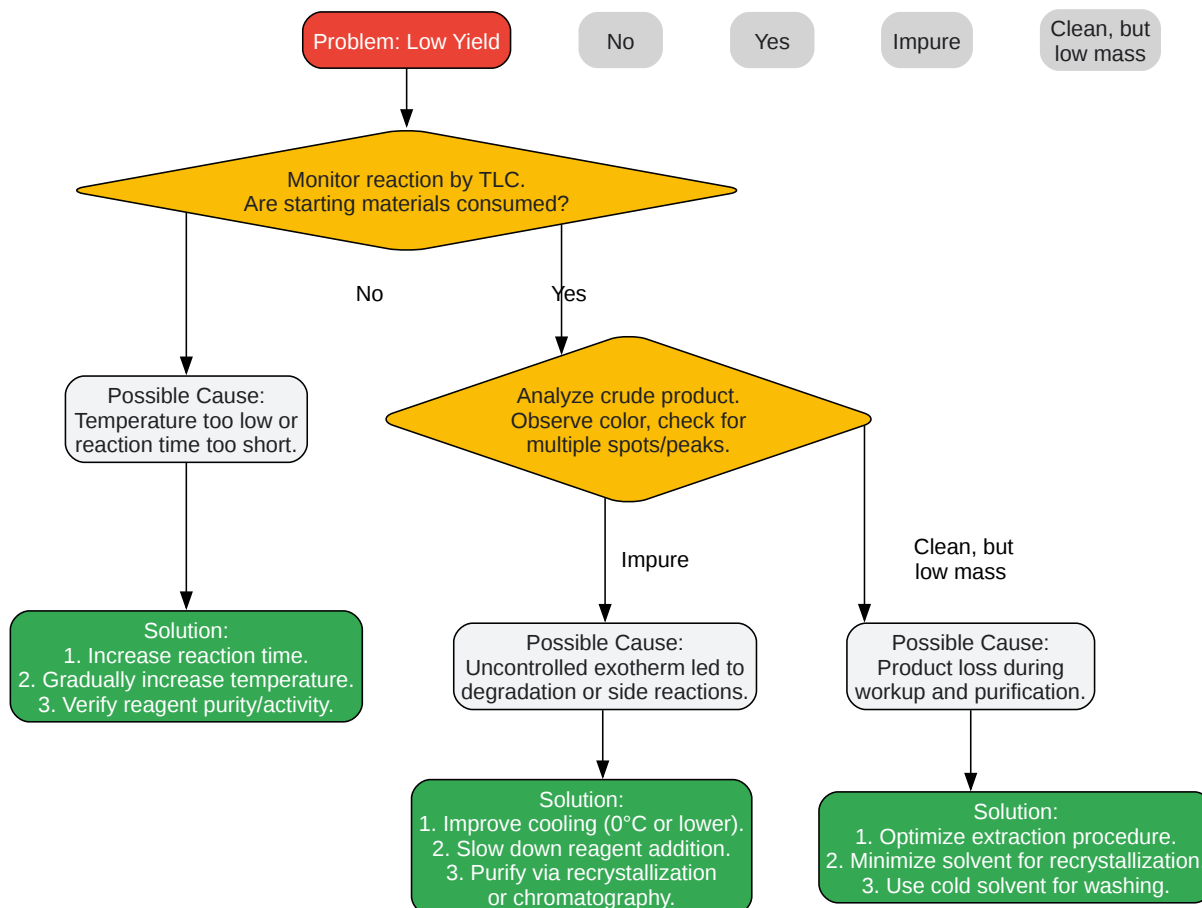 Problem: Low Yield
No
Yes
Impure
Clean, but
low mass
Monitor reaction by TLC.
Are starting materials consumed?
No
Yes
Possible Cause:
Temperature too low or
reaction time too short.
Analyze crude product.
Observe color, check for
multiple spots/peaks.
Impure
Clean, but
low mass
Solution:
1. Increase reaction time.
2. Gradually increase temperature.
3. Verify reagent purity/activity.
Possible Cause:
Uncontrolled exotherm led to
degradation or side reactions.
Possible Cause:
Product loss during
workup and purification.
Solution:
1. Improve cooling (0°C or lower).
2. Slow down reagent addition.
3. Purify via recrystallization
or chromatography.
Solution:
1. Optimize extraction procedure.
2. Minimize solvent for recrystallization
3. Use cold solvent for washing.